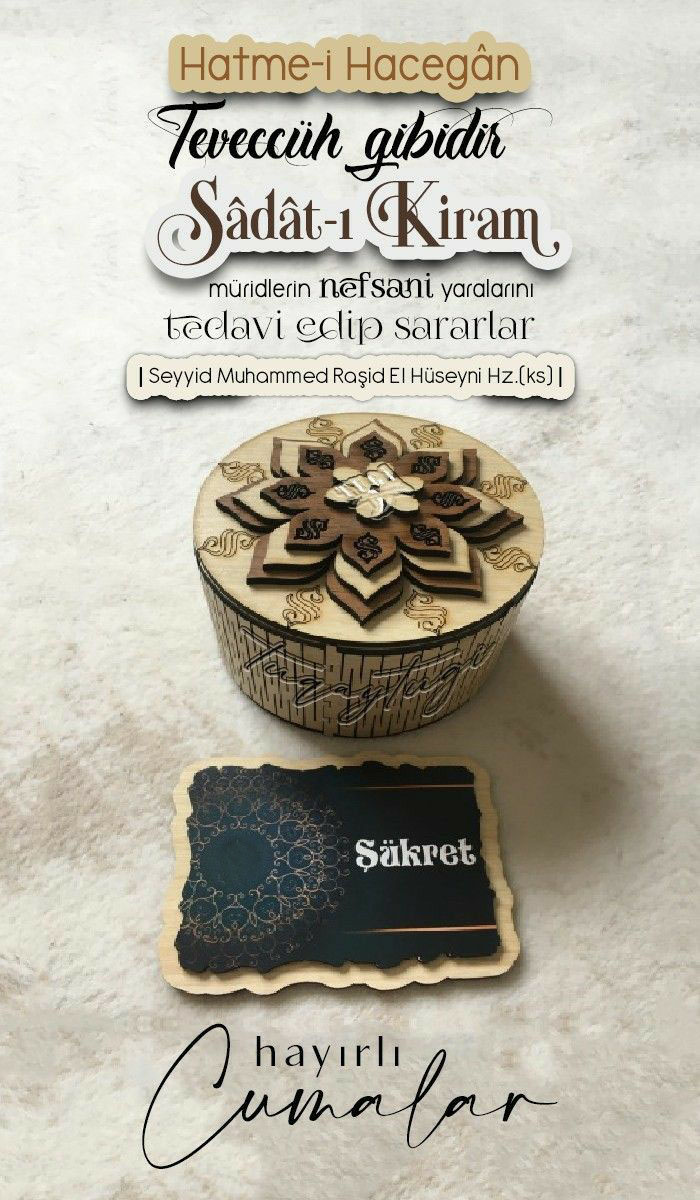 Hatme-i Hacegân
Teveccüh gibidir
Sâdât-ı Kiram
müridlerin nefsani yaralarını
tedavi edip sararlar
| Seyyid Muhammed Raşid El Hüseyni Hz.(ks) |
tugaytugi
Şükret
hayırlı
Cumalar